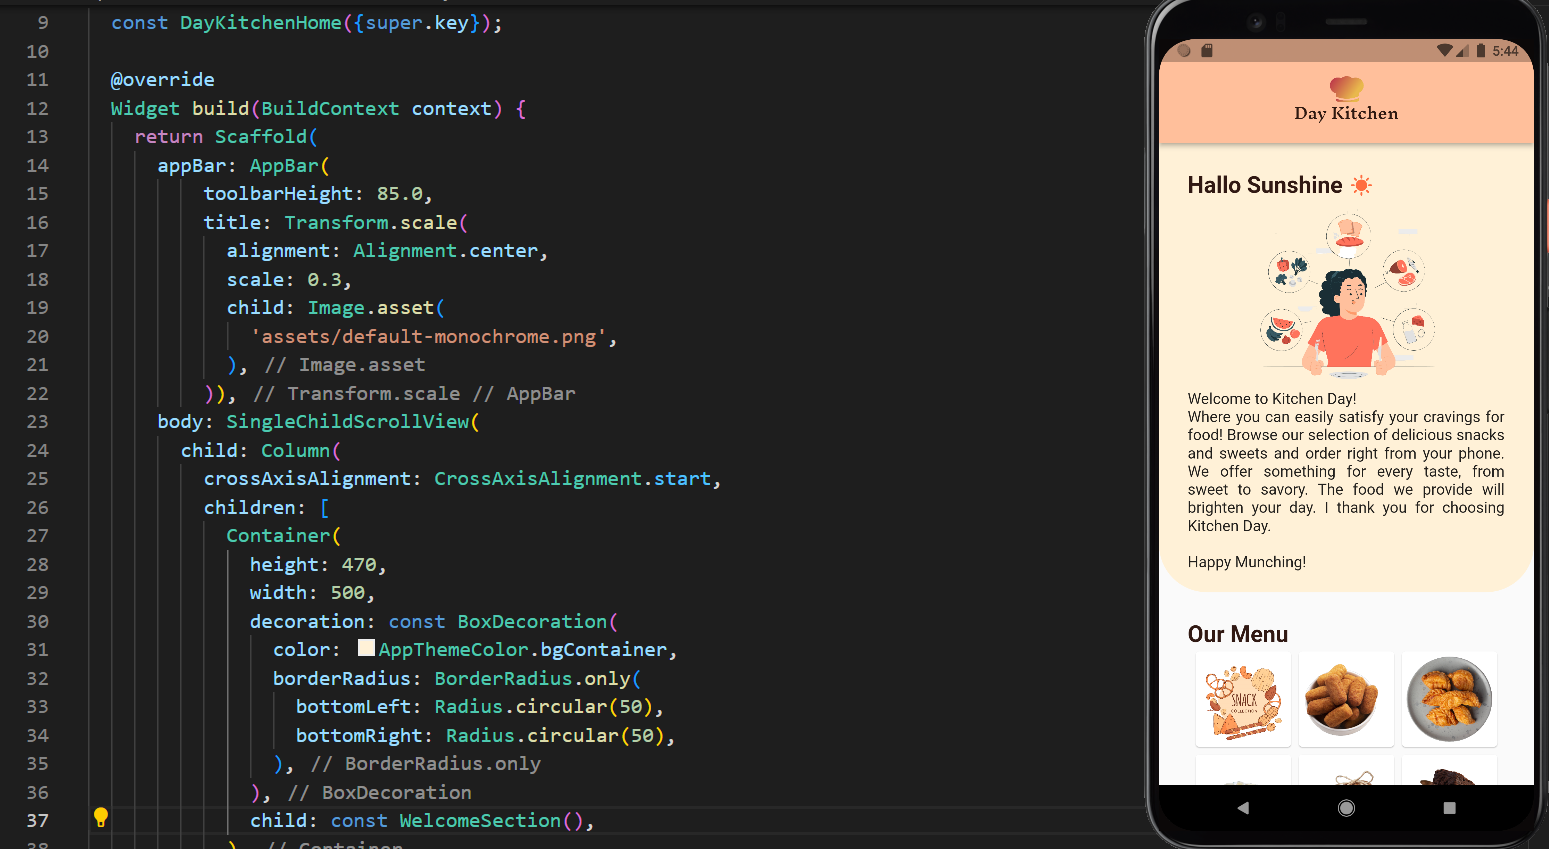 9 const DayKitchenHome({super.key});
10
11 @override
12 Widget build(BuildContext context) {
13 return Scaffold(
14 appBar: AppBar(
15 toolbarHeight: 85.0,
16 title: Transform.scale(
17 alignment: Alignment.center,
18 scale: 0.3,
19 child: Image.asset(
20 'assets/default-monochrome.png',
21 ), // Image.asset
22 )), // Transform.scale // AppBar
23 body: SingleChildScrollView(
24 child: Column(
25 crossAxisAlignment: CrossAxisAlignment.start,
26 children: [
27 Container(
28 height: 470,
29 width: 500,
30 decoration: const BoxDecoration(
31 color: AppThemeColor.bgContainer,
32 borderRadius: BorderRadius.only(
33 bottomLeft: Radius.circular(50),
34 bottomRight: Radius.circular(50),
35 ), // BorderRadius.only
36 ), // BoxDecoration
37 child: const WelcomeSection(),
38 ), // Container
5:44
Day Kitchen
Hallo Sunshine
Welcome to Kitchen Day!
Where you can easily satisfy your cravings for
food! Browse our selection of delicious snacks
and sweets and order right from your phone.
We offer something for every taste, from
sweet to savory. The food we provide will
brighten your day. I thank you for choosing
Kitchen Day.
Happy Munching!
Our Menu
SNACK
COLLECTION